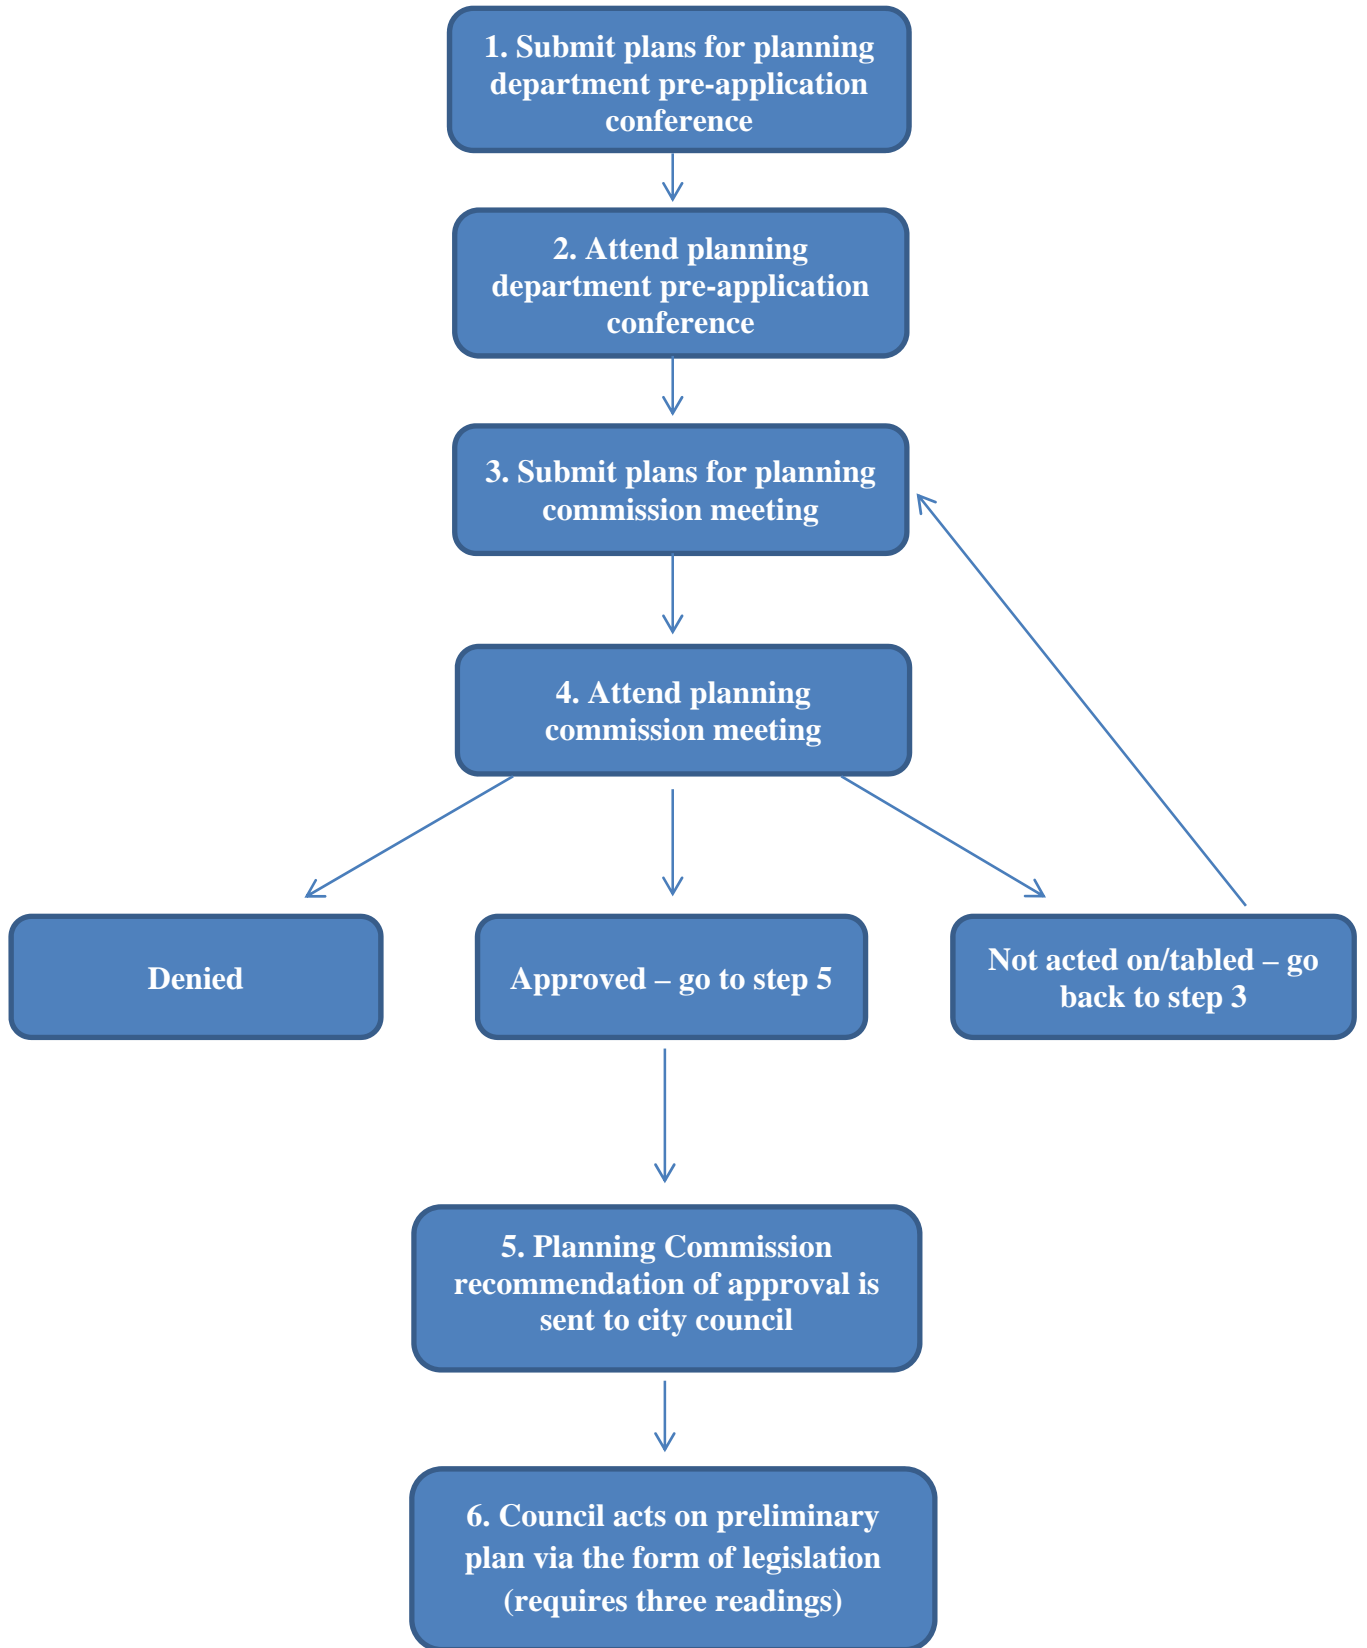 1. Submit plans for planning
department pre-application
conference
2. Attend planning
department pre-application
conference
3. Submit plans for planning
commission meeting
4. Attend planning
commission meeting
Denied
Approved – go to step 5
Not acted on/tabled – go
back to step 3
5. Planning Commission
recommendation of approval is
sent to city council
6. Council acts on preliminary
plan via the form of legislation
(requires three readings)